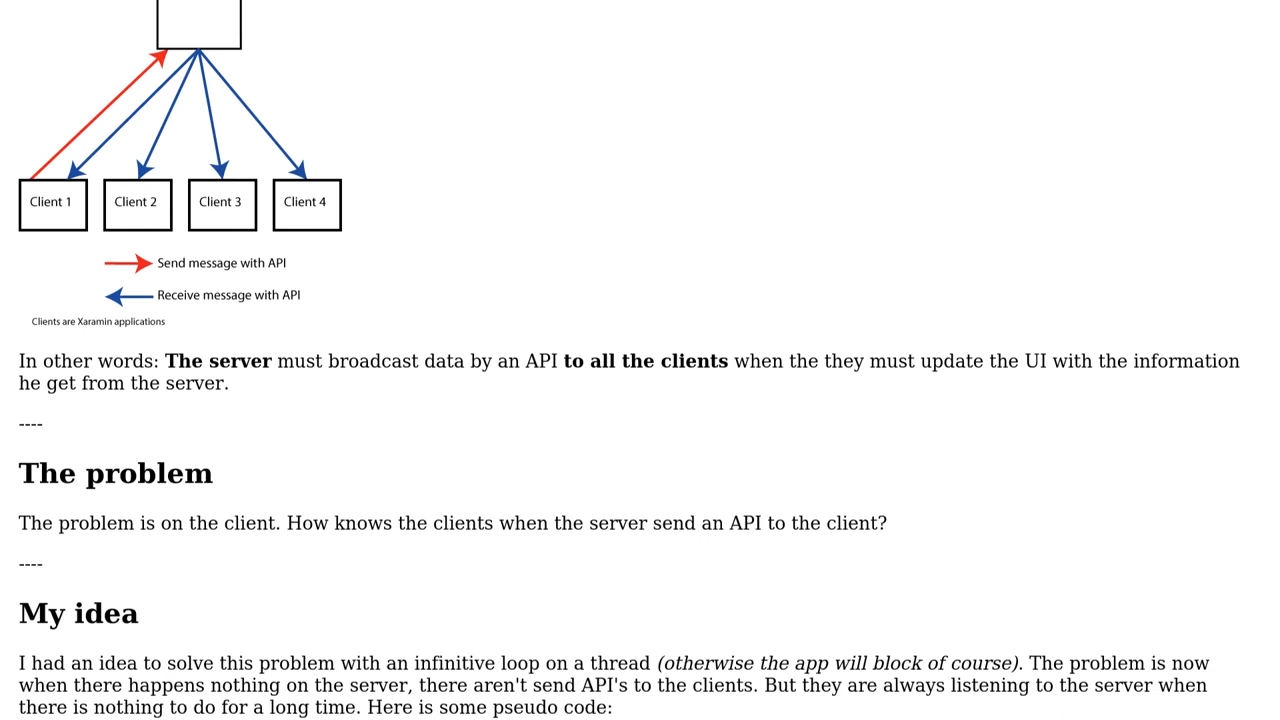 Client 1 Client 2 Client 3 Client 4
Send message with API
Receive message with API
Clients are Xaramin applications
In other words: The server must broadcast data by an API to all the clients when the they must update the UI with the information
he get from the server.
----
The problem
The problem is on the client. How knows the clients when the server send an API to the client?
----
My idea
I had an idea to solve this problem with an infinitive loop on a thread (otherwise the app will block of course). The problem is now
when there happens nothing on the server, there aren't send API's to the clients. But they are always listening to the server when
there is nothing to do for a long time. Here is some pseudo code: